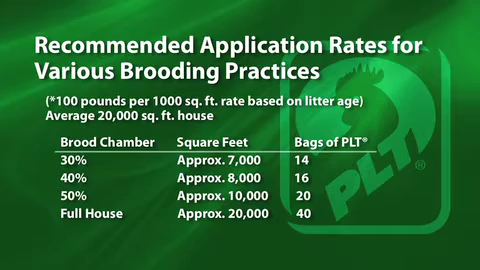 Recommended Application Rates for
Various Brooding Practices
(*100 pounds per 1000 sq. ft. rate based on litter age)
Average 20,000 sq. ft. house
Brood Chamber Square Feet Bags of PLT®
30% Approx. 7,000 14
40% Approx. 8,000 16
50% Approx. 10,000 20
Full House Approx. 20,000 40
PLT®